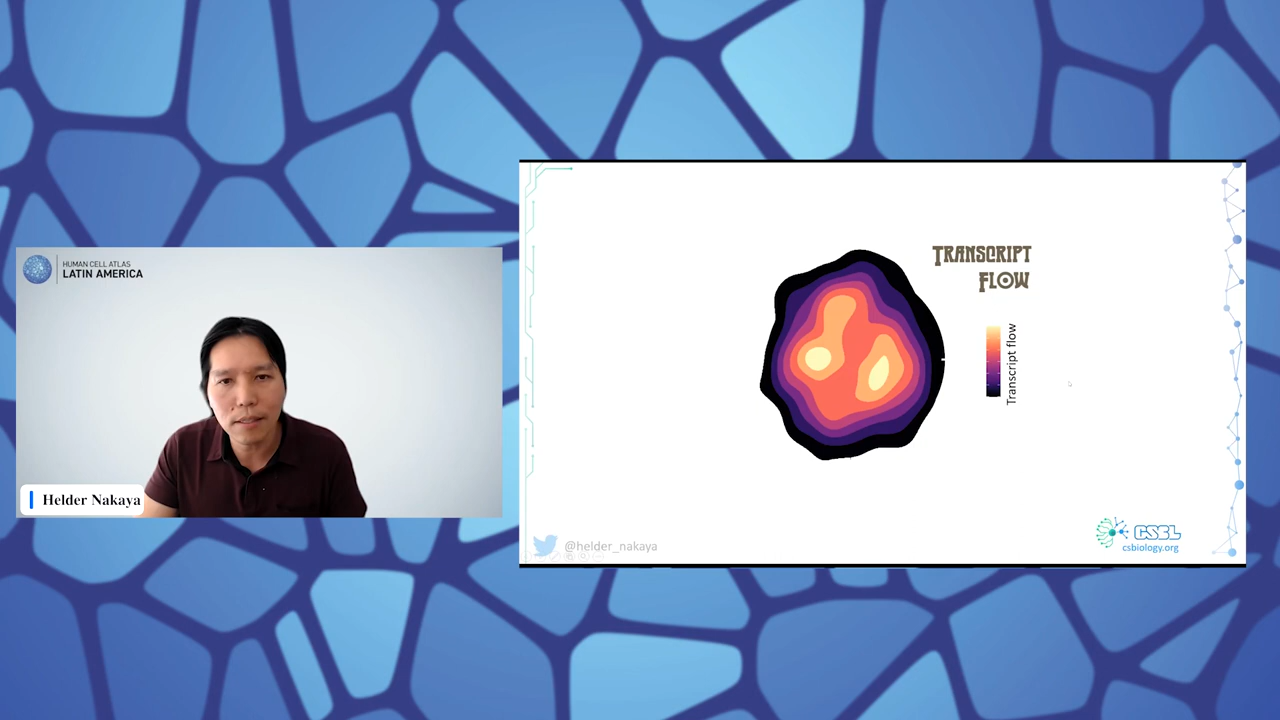 HUMAN CELL ATLAS
LATIN AMERICA
Helder Nakaya
TRANSCRIPT
FLOW
Transcript flow
@helder_nakaya
CSBL
csbiology.org